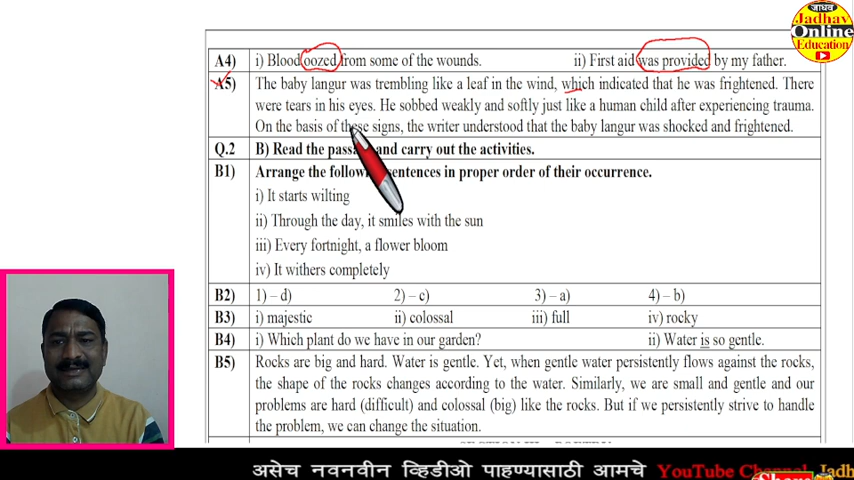 जाधव
Jadhav
Online
Education
A4) i) Blood oozed from some of the wounds. ii) First aid was provided by my father.
A5) The baby langur was trembling like a leaf in the wind, which indicated that he was frightened. There
were tears in his eyes. He sobbed weakly and softly just like a human child after experiencing trauma.
On the basis of these signs, the writer understood that the baby langur was shocked and frightened.
Q.2 B) Read the passage and carry out the activities.
B1) Arrange the following sentences in proper order of their occurrence.
i) It starts wilting
ii) Through the day, it smiles with the sun
iii) Every fortnight, a flower bloom
iv) It withers completely
B2) 1) – d) 2) – c) 3) – a) 4) – b)
B3) i) majestic ii) colossal iii) full iv) rocky
B4) i) Which plant do we have in our garden? ii) Water is so gentle.
B5) Rocks are big and hard. Water is gentle. Yet, when gentle water persistently flows against the rocks,
the shape of the rocks changes according to the water. Similarly, we are small and gentle and our
problems are hard (difficult) and colossal (big) like the rocks. But if we persistently strive to handle
the problem, we can change the situation.
असेच नवनवीन व्हिडीओ पाहण्यासाठी आमचे YouTube Channel Jadh
Share